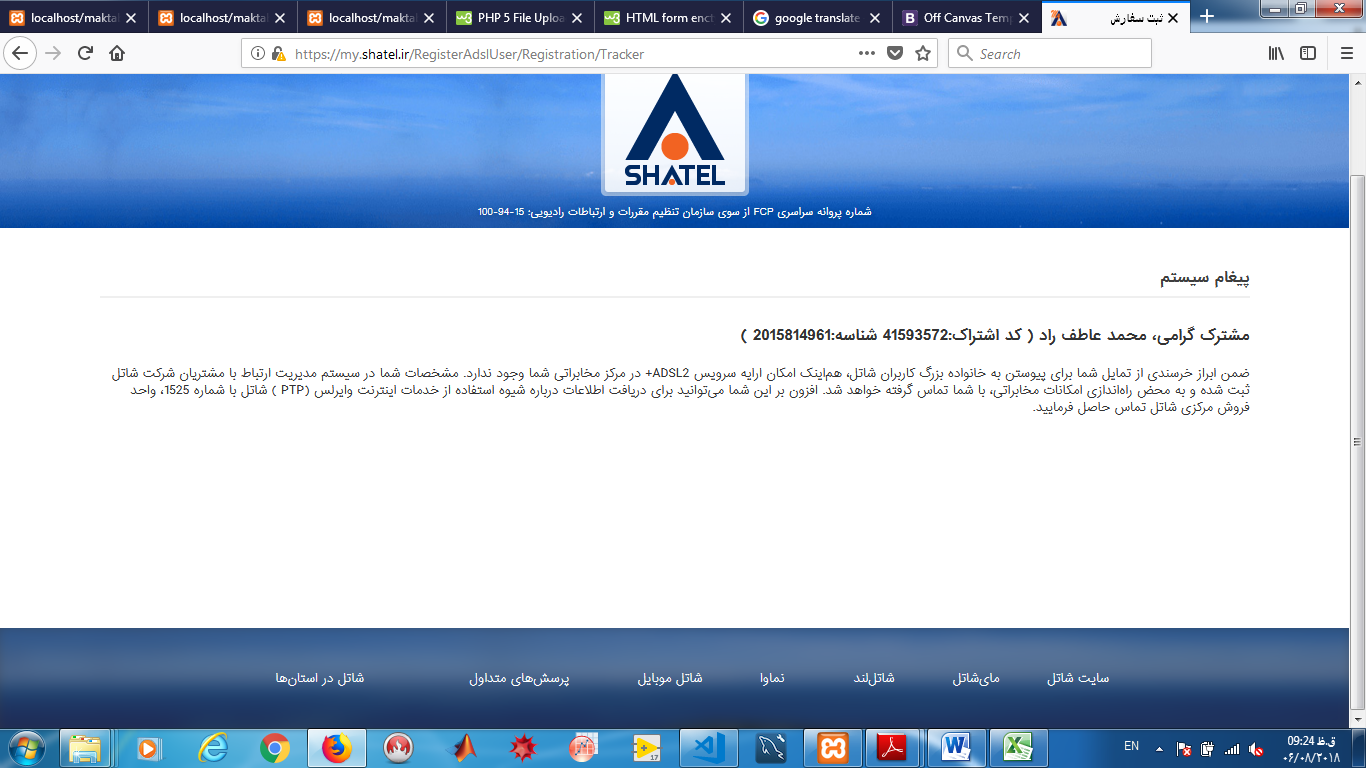 localhost/maktal
localhost/maktal
localhost/maktal
PHP 5 File Uploa
HTML form enct
google translate
Off Canvas Temp
ثبت سفارش
https://my.shatel.ir/RegisterAdslUser/Registration/Tracker
Search
SHATEL
شماره پروانه سراسری FCP از سوی سازمان تنظیم مقررات و ارتباطات رادیویی: 15-94-100
پیغام سیستم
مشترک گرامی، محمد عاطف راد ( کد اشتراک:41593572 شناسه:2015814961 )
ضمن ابراز خرسندی از تمایل شما برای پیوستن به خانواده بزرگ کاربران شاتل، هم‌اینک امکان ارایه سرویس ADSL2+ در مرکز مخابراتی شما وجود ندارد. مشخصات شما در سیستم مدیریت ارتباط با مشتریان شرکت شاتل
ثبت شده و به محض راه‌اندازی امکانات مخابراتی، با شما تماس گرفته خواهد شد. افزون بر این شما می‌توانید برای دریافت اطلاعات درباره شیوه استفاده از خدمات اینترنت وایرلس (PTP ) شاتل با شماره 1525، واحد
فروش مرکزی شاتل تماس حاصل فرمایید.
سایت شاتل
مای‌شاتل
شاتل‌لند
نماوا
شاتل موبایل
پرسش‌های متداول
شاتل در استان‌ها
17
EN
09:24 ق.ظ
۰۶/۰۸/۲۰۱۸